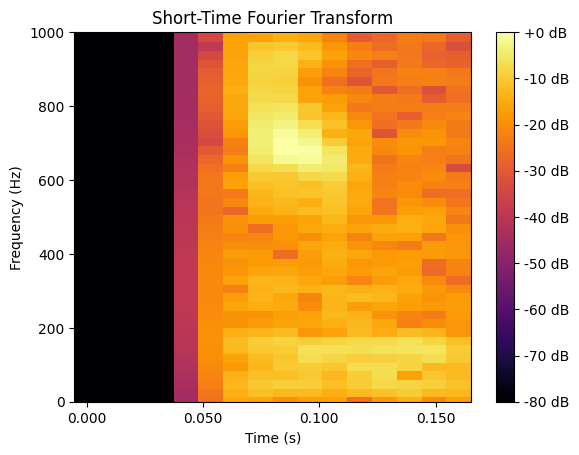 Short-Time Fourier Transform
1000
800
600
400
200
0
Frequency (Hz)
0.000
0.050
0.100
0.150
Time (s)
+0 dB
-10 dB
-20 dB
-30 dB
-40 dB
-50 dB
-60 dB
-70 dB
-80 dB